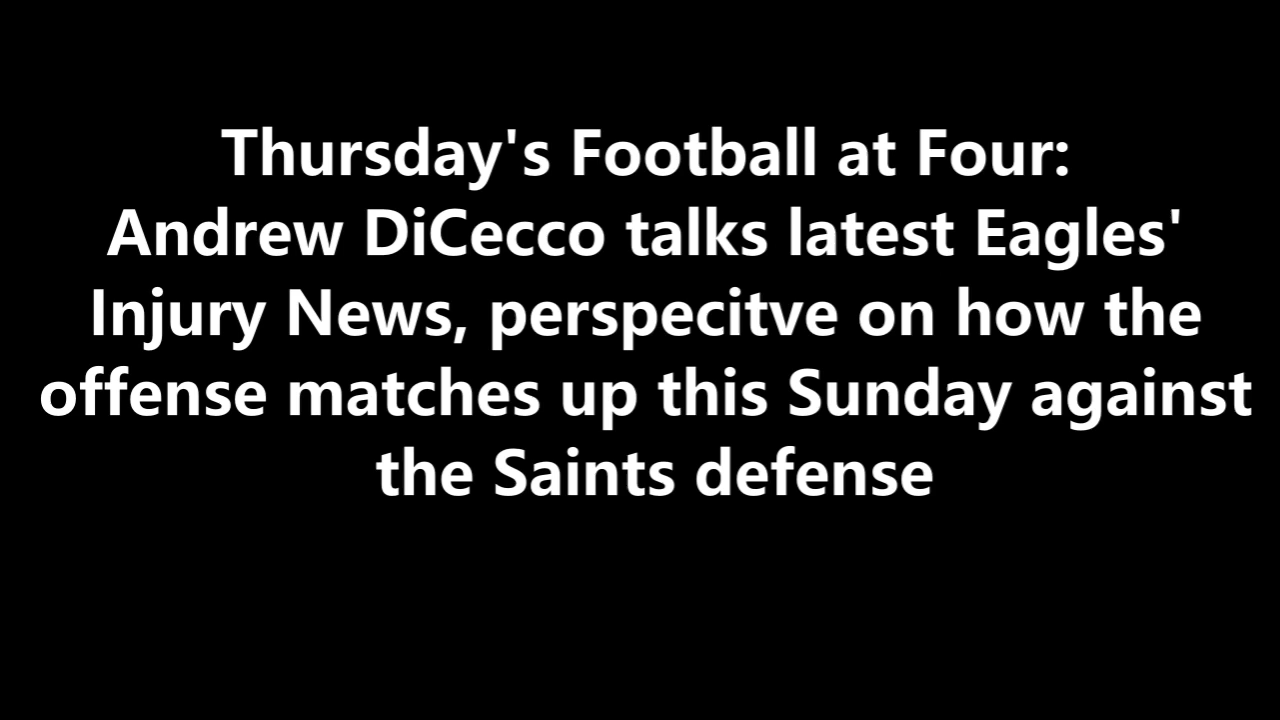 Thursday's Football at Four:
Andrew DiCecco talks latest Eagles'
Injury News, perspecitve on how the
offense matches up this Sunday against
the Saints defense